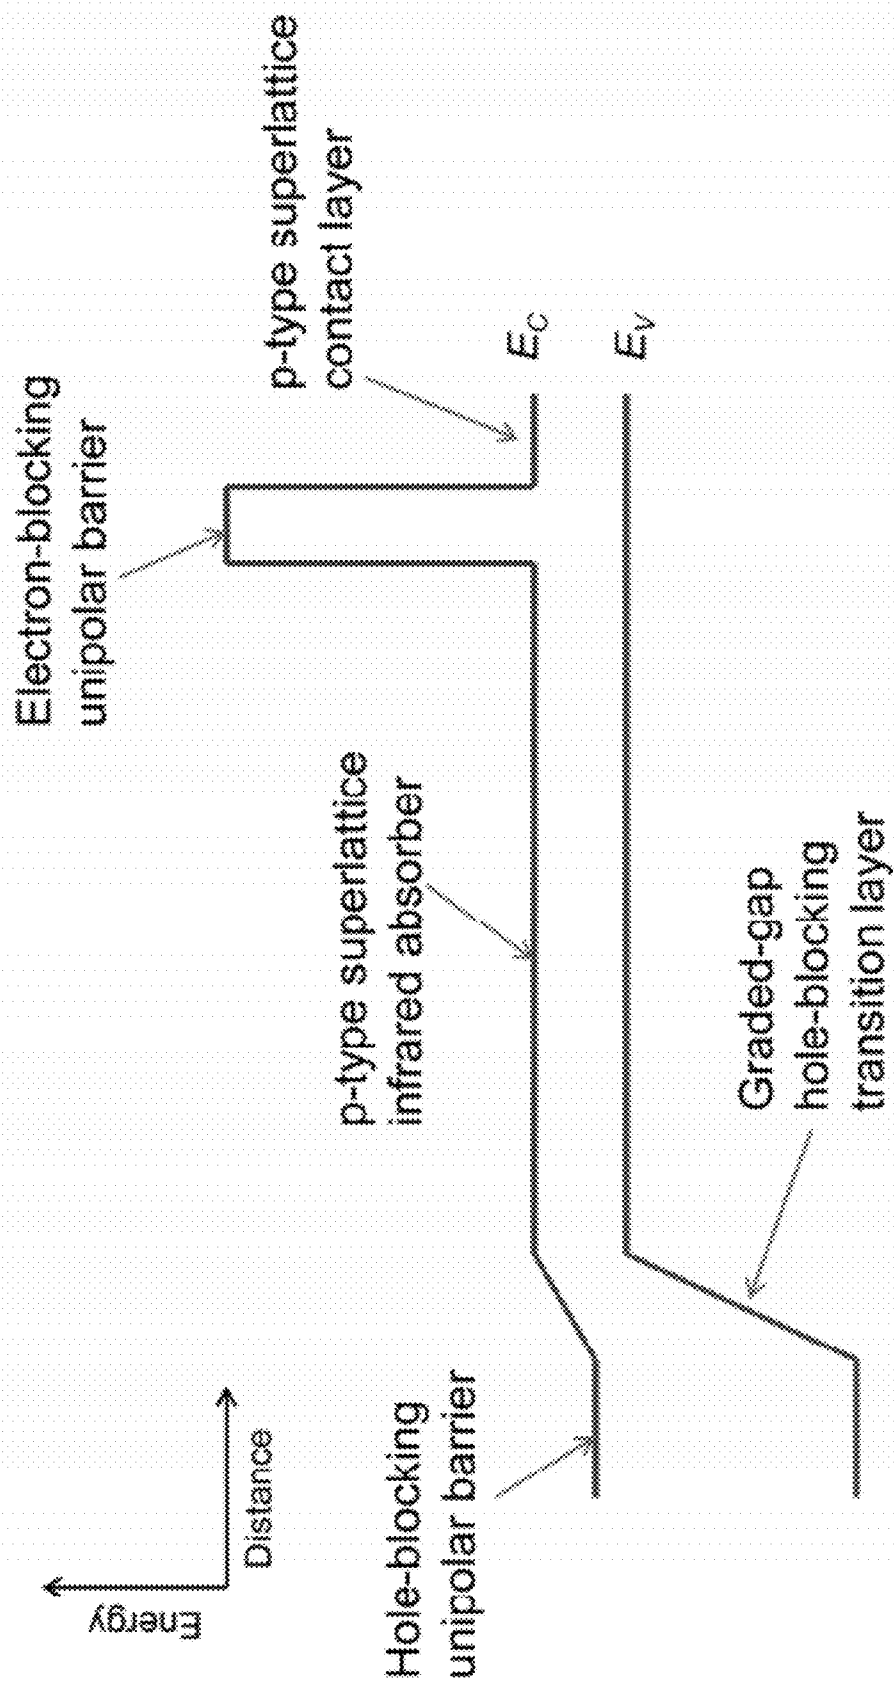 Energy
Distance
Hole-blocking
unipolar barrier
p-type superlattice
infrared absorber
Electron-blocking
unipolar barrier
p-type superlattice
contact layer
E_C
E_V
Graded-gap
hole-blocking
transition layer